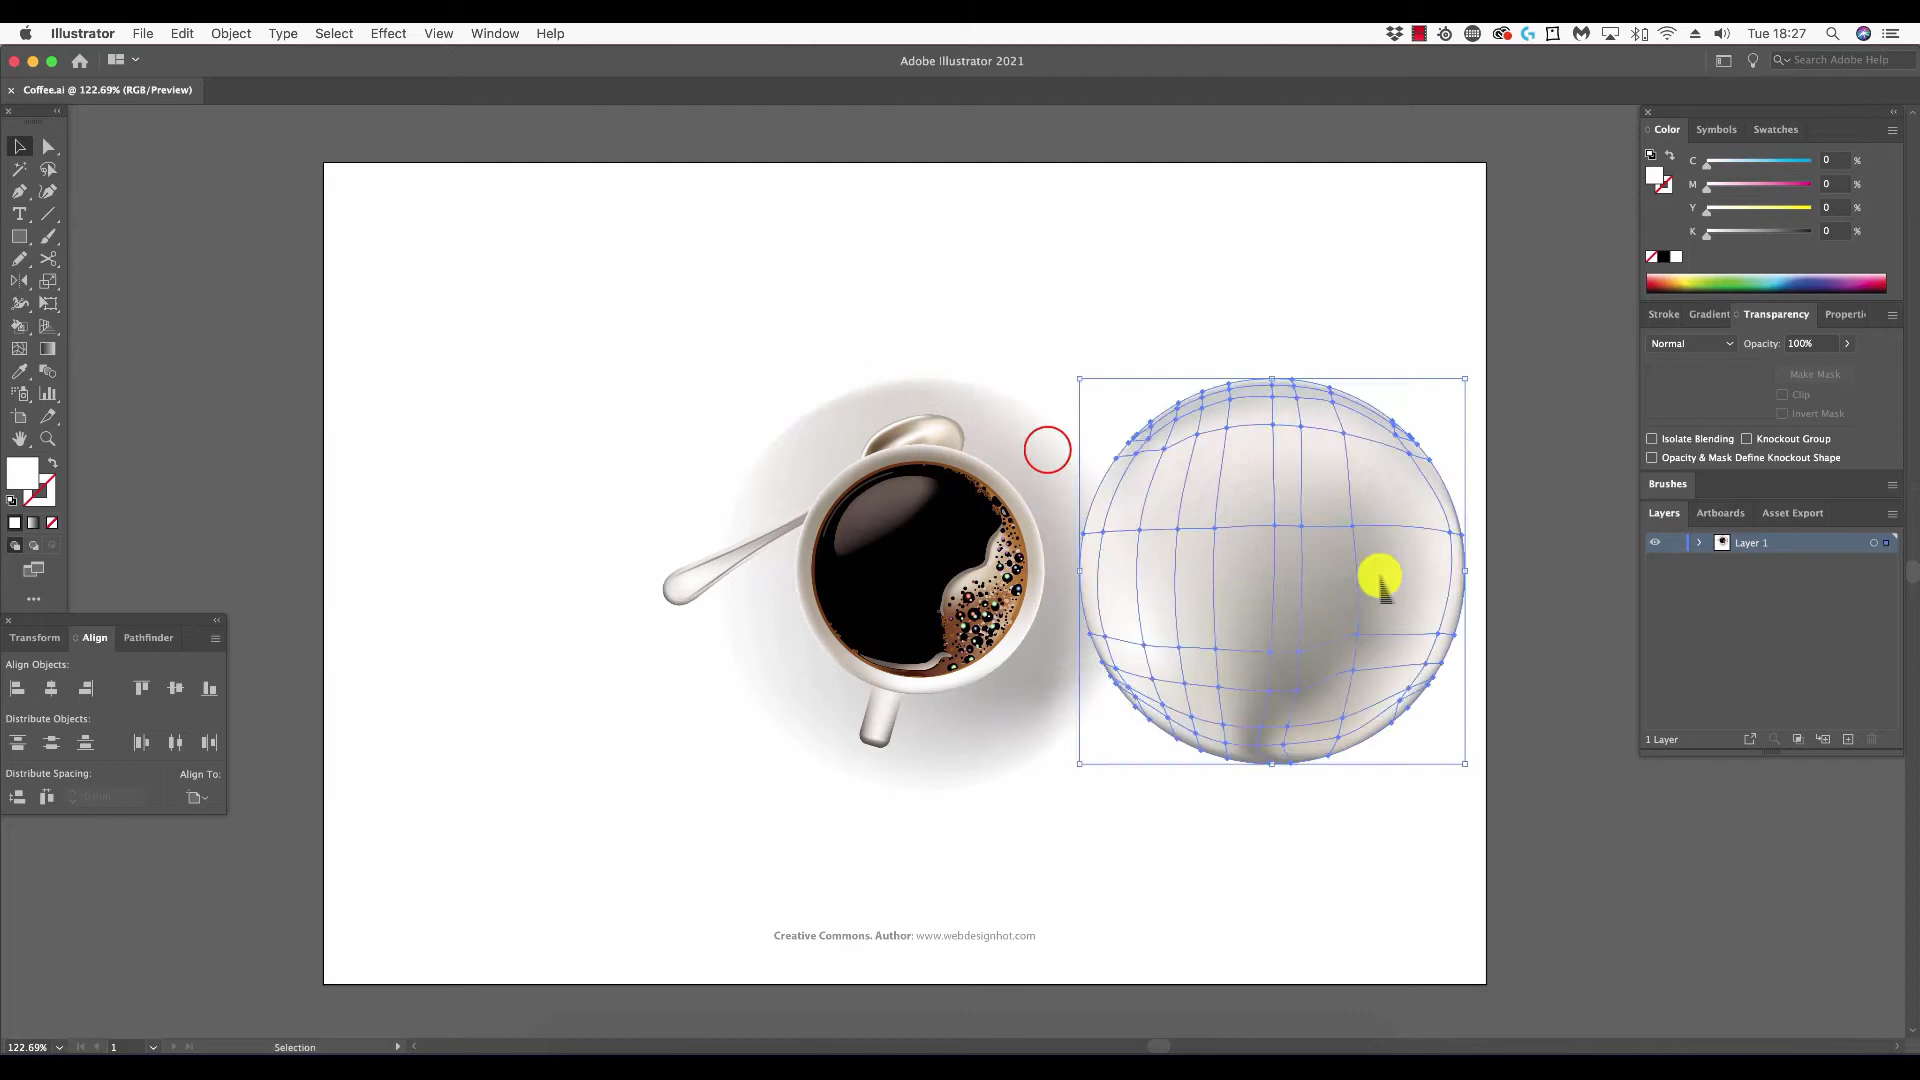 Illustrator File Edit Object Type Select Effect View Window Help
Tue 18:27
Adobe Illustrator 2021
Search Adobe Help
Coffee.ai @ 122.69% (RGB/Preview)
Color Symbols Swatches
C 0 %
M 0 %
Y 0 %
K 0 %
Stroke Gradient Transparency Properti
Normal Opacity: 100%
Make Mask
Clip
Invert Mask
Isolate Blending Knockout Group
Opacity & Mask Define Knockout Shape
Brushes
Layers Artboards Asset Export
Layer 1
1 Layer
Transform Align Pathfinder
Align Objects:
Distribute Objects:
Distribute Spacing: Align To:
0 mm
Creative Commons. Author: www.webdesignhot.com
122.69% 1 Selection